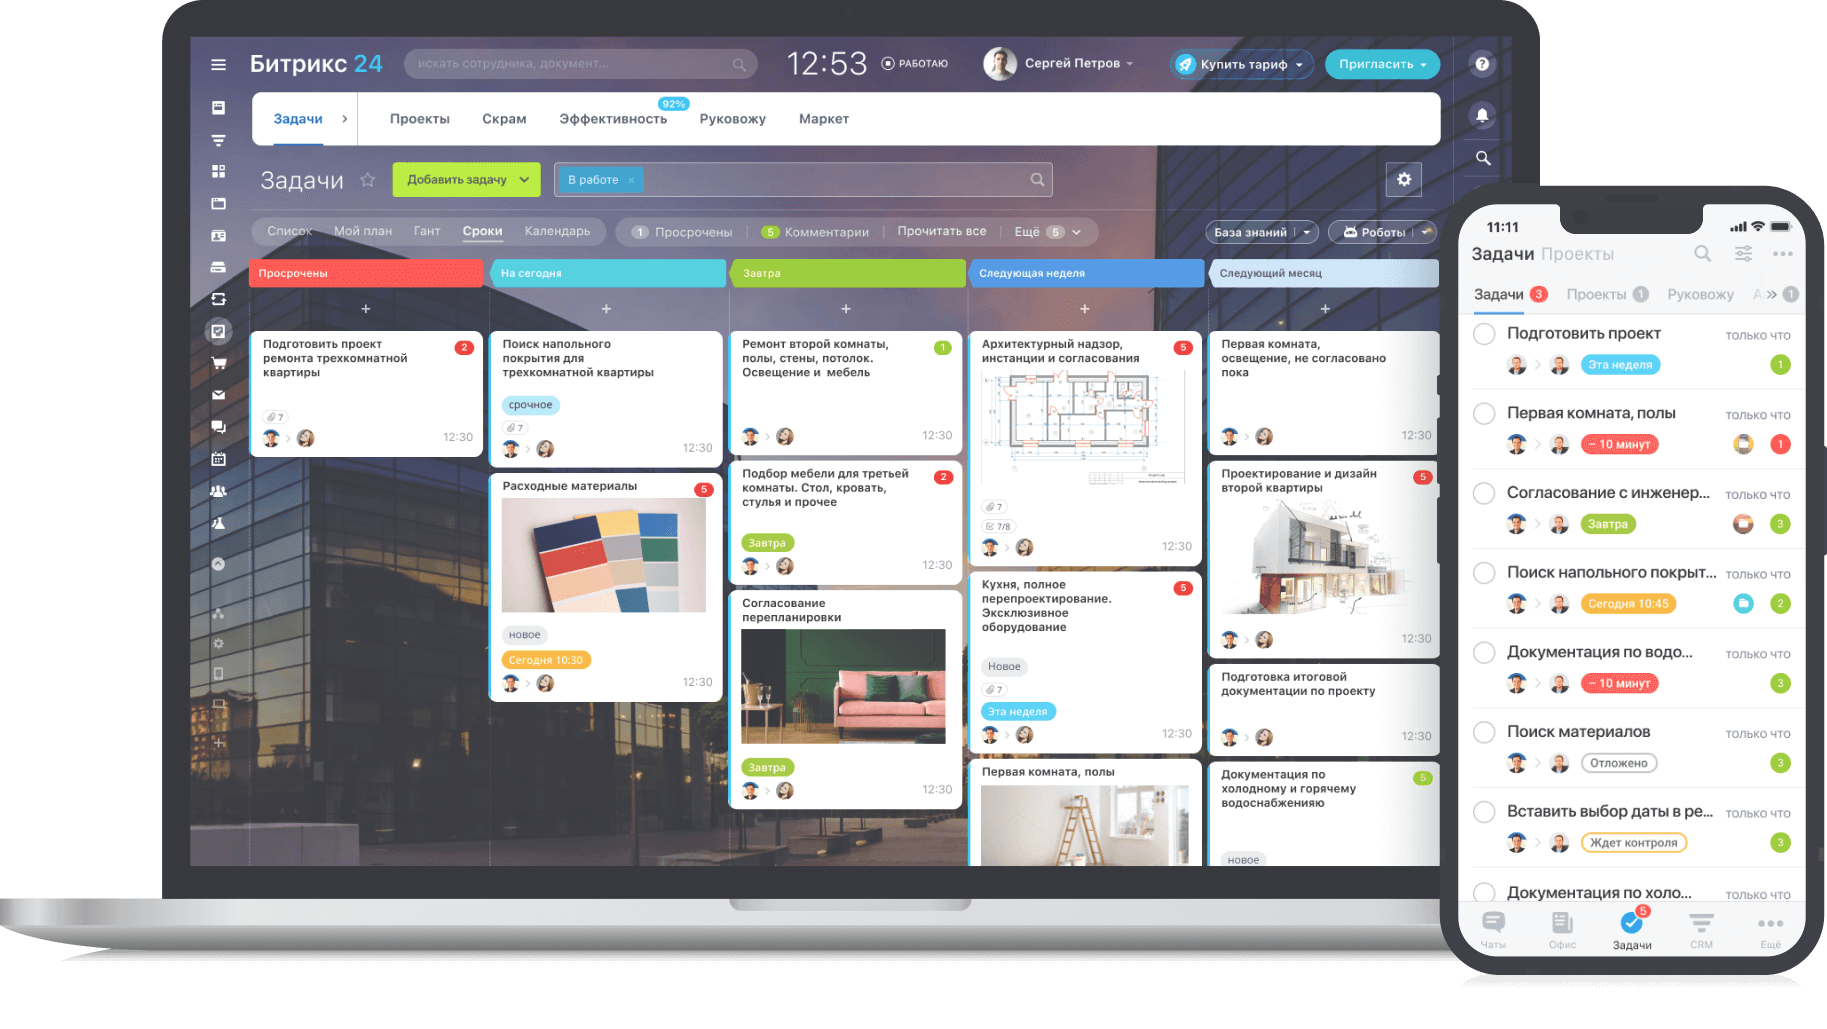 Битрикс 24
искать сотрудника, документ...
12:53
РАБОТАЮ
Сергей Петров
Купить тариф
Пригласить
Задачи
Проекты
Скрам
Эффективность
92%
Руковожу
Маркет
Задачи
Добавить задачу
В работе ×
Список
Мой план
Гант
Сроки
Календарь
1 Просрочены
5 Комментарии
Прочитать все
Ещё 5
База знаний
Роботы
Просрочены
+
Подготовить проект
ремонта трехкомнатной
квартиры
2
7
12:30
На сегодня
+
Поиск напольного
покрытия для
трехкомнатной квартиры
срочное
7
12:30
Расходные материалы
5
новое
Сегодня 10:30
12:30
Завтра
+
Ремонт второй комнаты,
полы, стены, потолок.
Освещение и мебель
1
12:30
Подбор мебели для третьей
комнаты. Стол, кровать,
стулья и прочее
2
Завтра
12:30
Согласование
перепланировки
Завтра
12:30
Следующая неделя
+
Архитектурный надзор,
инстанции и согласования
5
7
7/8
12:30
Кухня, полное
перепроектирование.
Эксклюзивное
оборудование
5
Новое
7
Эта неделя
12:30
Первая комната, полы
Следующий месяц
+
Первая комната,
освещение, не согласовано
пока
12:30
Проектирование и дизайн
второй квартиры
5
12:30
Подготовка итоговой
документации по проекту
12:30
Документация по
холодному и горячему
водоснабжению
5
новое
11:11
Задачи Проекты
Задачи 3
Проекты 1
Руковожу
1
Подготовить проект
только что
Эта неделя
1
Первая комната, полы
только что
– 10 минут
1
Согласование с инженер...
только что
Завтра
3
Поиск напольного покрыт...
только что
Сегодня 10:45
2
Документация по водо...
только что
– 10 минут
3
Поиск материалов
только что
Отложено
3
Вставить выбор даты в ре...
только что
Ждет контроля
3
Документация по холо...
только что
Чаты
Офис
5
Задачи
CRM
Ещё